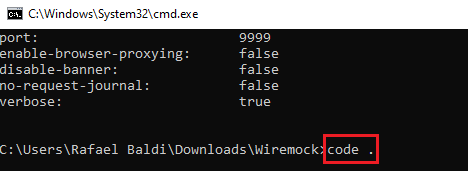 C:\Windows\System32\cmd.exe
port: 9999
enable-browser-proxying: false
disable-banner: false
no-request-journal: false
verbose: true
C:\Users\Rafael Baldi\Downloads\Wiremock>code .